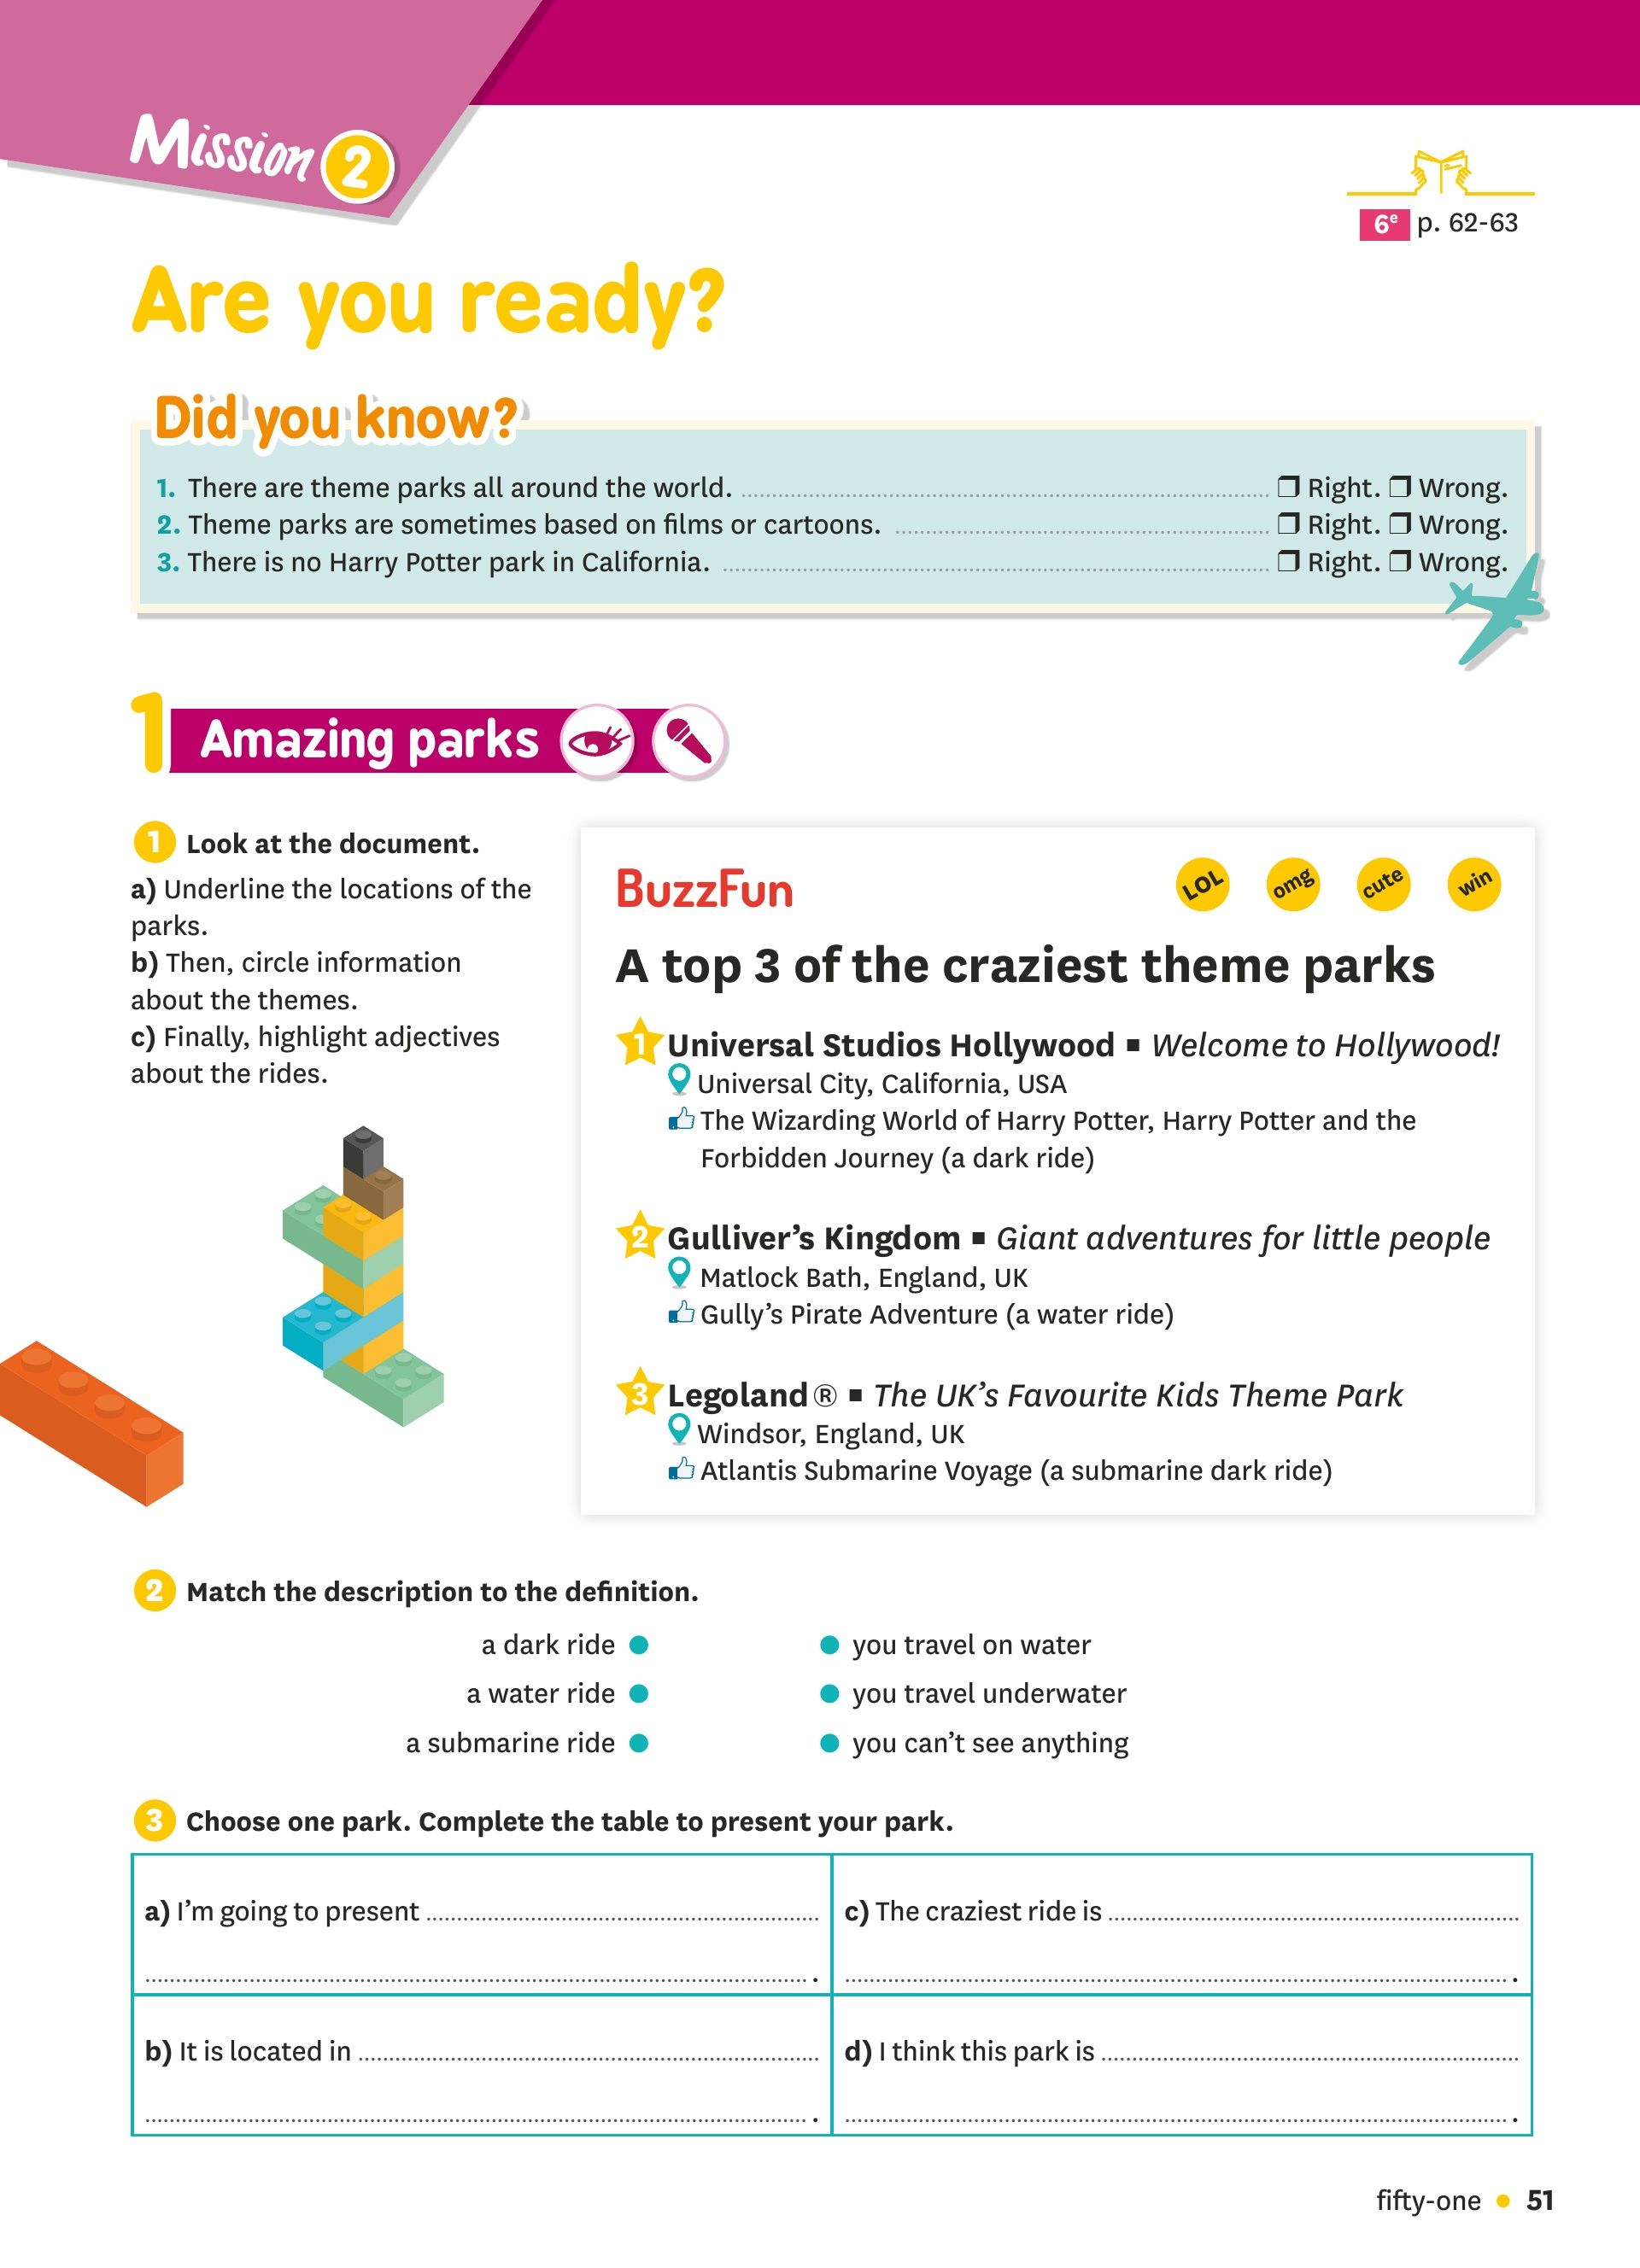 Mission 2
6e p. 62-63
Are you ready?
Did you know?
1. There are theme parks all around the world. ❒ Right. ❒ Wrong.
2. Theme parks are sometimes based on films or cartoons. ❒ Right. ❒ Wrong.
3. There is no Harry Potter park in California. ❒ Right. ❒ Wrong.
1 Amazing parks
1 Look at the document.
a) Underline the locations of the
parks.
b) Then, circle information
about the themes.
c) Finally, highlight adjectives
about the rides.
BuzzFun
LOL omg cute win
A top 3 of the craziest theme parks
1 Universal Studios Hollywood ▪ Welcome to Hollywood!
Universal City, California, USA
The Wizarding World of Harry Potter, Harry Potter and the
Forbidden Journey (a dark ride)
2 Gulliver's Kingdom ▪ Giant adventures for little people
Matlock Bath, England, UK
Gully's Pirate Adventure (a water ride)
3 Legoland® ▪ The UK's Favourite Kids Theme Park
Windsor, England, UK
Atlantis Submarine Voyage (a submarine dark ride)
2 Match the description to the definition.
a dark ride ● ● you travel on water
a water ride ● ● you travel underwater
a submarine ride ● ● you can't see anything
3 Choose one park. Complete the table to present your park.
a) I'm going to present ..........
.......... .
c) The craziest ride is ..........
.......... .
b) It is located in ..........
.......... .
d) I think this park is ..........
.......... .
fifty-one • 51